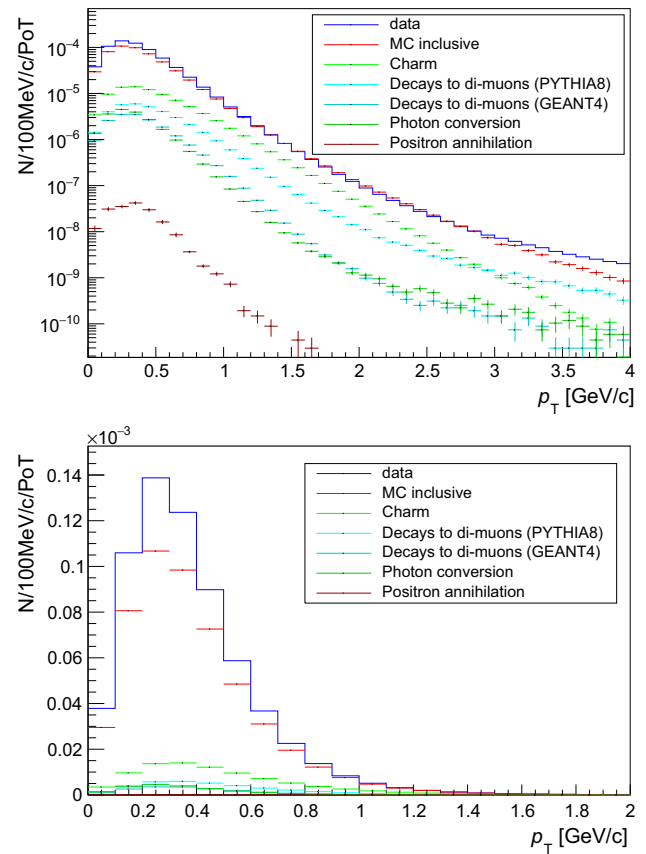 N/100MeV/c/PoT
10⁻⁴
10⁻⁵
10⁻⁶
10⁻⁷
10⁻⁸
10⁻⁹
10⁻¹⁰
data
MC inclusive
Charm
Decays to di-muons (PYTHIA8)
Decays to di-muons (GEANT4)
Photon conversion
Positron annihilation
0 0.5 1 1.5 2 2.5 3 3.5 4
p_T [GeV/c]
×10⁻³
N/100MeV/c/PoT
0.14
0.12
0.1
0.08
0.06
0.04
0.02
0
data
MC inclusive
Charm
Decays to di-muons (PYTHIA8)
Decays to di-muons (GEANT4)
Photon conversion
Positron annihilation
0 0.2 0.4 0.6 0.8 1 1.2 1.4 1.6 1.8 2
p_T [GeV/c]